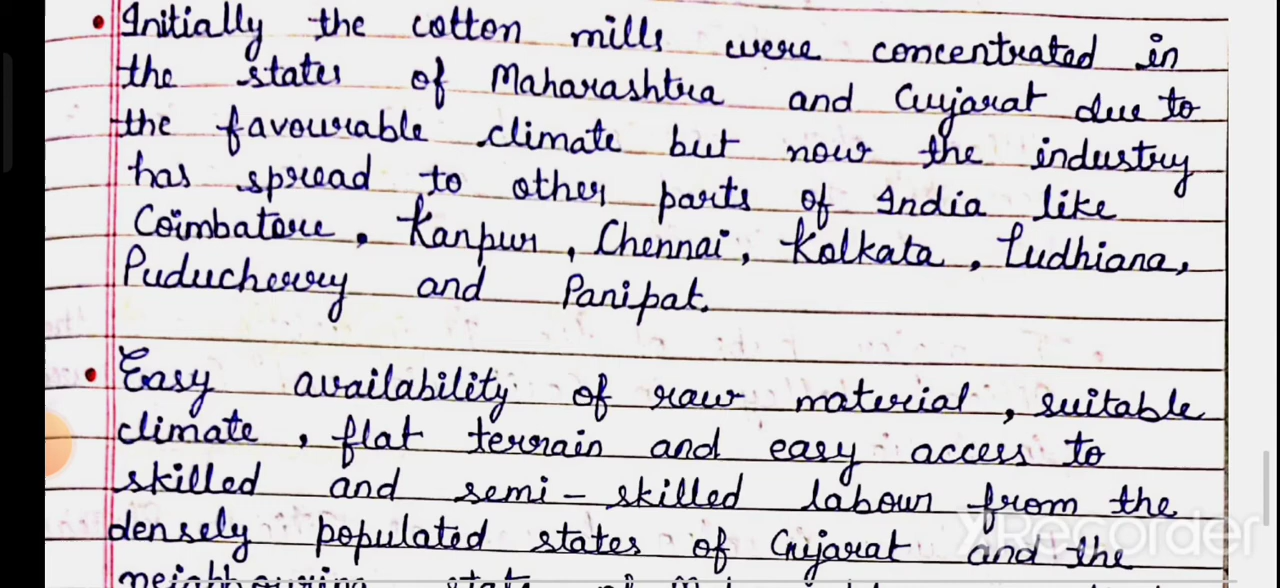 • Initially the cotton mills were concentrated in
the states of Maharashtra and Gujarat due to
the favourable climate but now the industry
has spread to other parts of India like
Coimbatore, Kanpur, Chennai, Kolkata, Ludhiana,
Puducherry and Panipat.
• Easy availability of raw material, suitable
climate, flat terrain and easy access to
skilled and semi-skilled labour from the
densely populated states of Gujarat and the
neighbouring
XRecorder